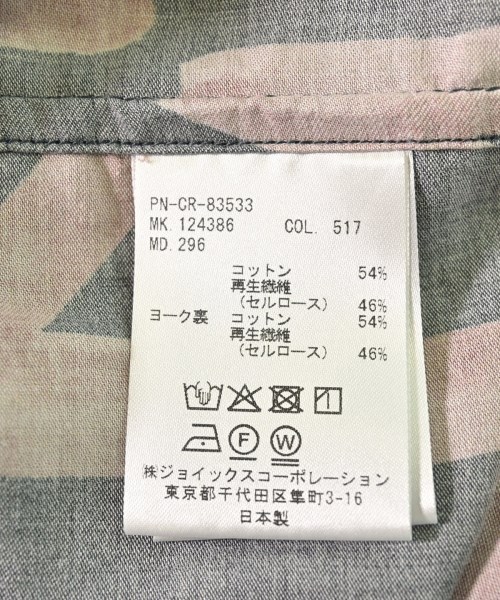 PN-CR-83533
MK. 124386 COL. 517
MD. 296
コットン 54%
再生繊維
（セルロース） 46%
ヨーク裏 コットン 54%
再生繊維
（セルロース） 46%
F W
㈱ジョイックスコーポレーション
東京都千代田区隼町3-16
日本製